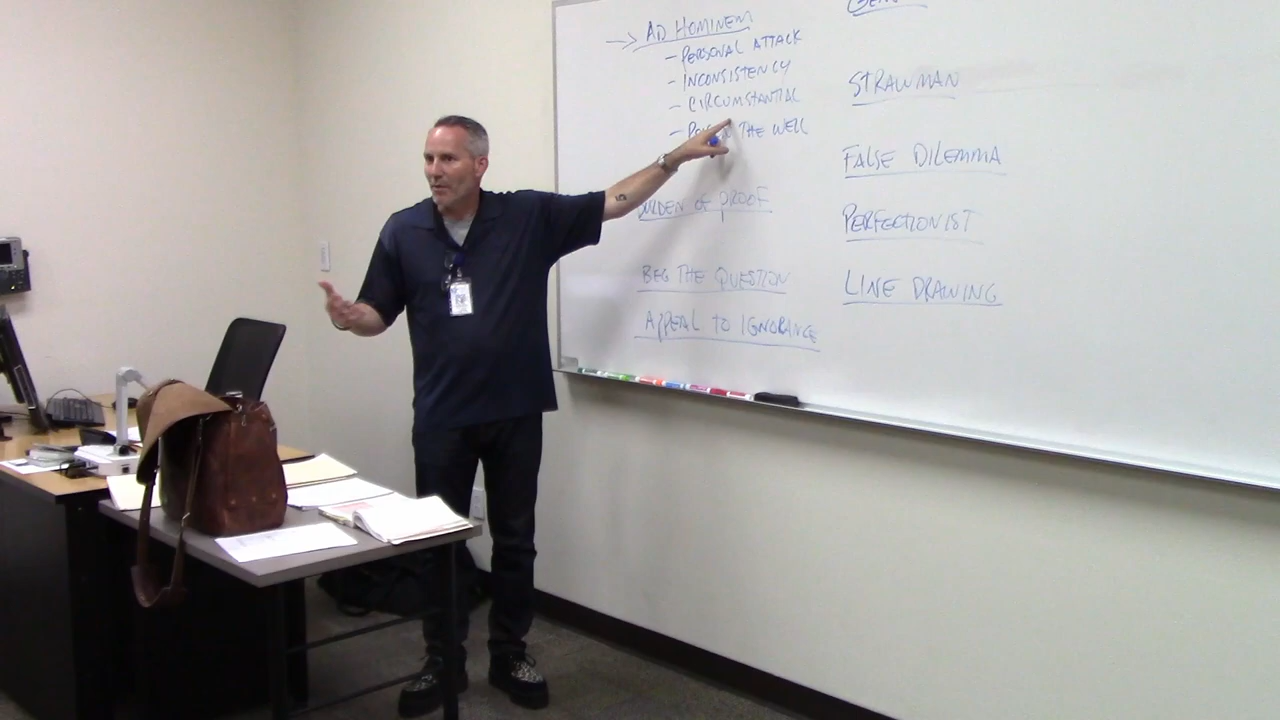 AD HOMINEM
- PERSONAL ATTACK
- INCONSISTENCY
- CIRCUMSTANTIAL
- THE WELL
BURDEN OF PROOF
BEG THE QUESTION
APPEAL TO IGNORANCE
STRAWMAN
FALSE DILEMMA
PERFECTIONIST
LINE DRAWING